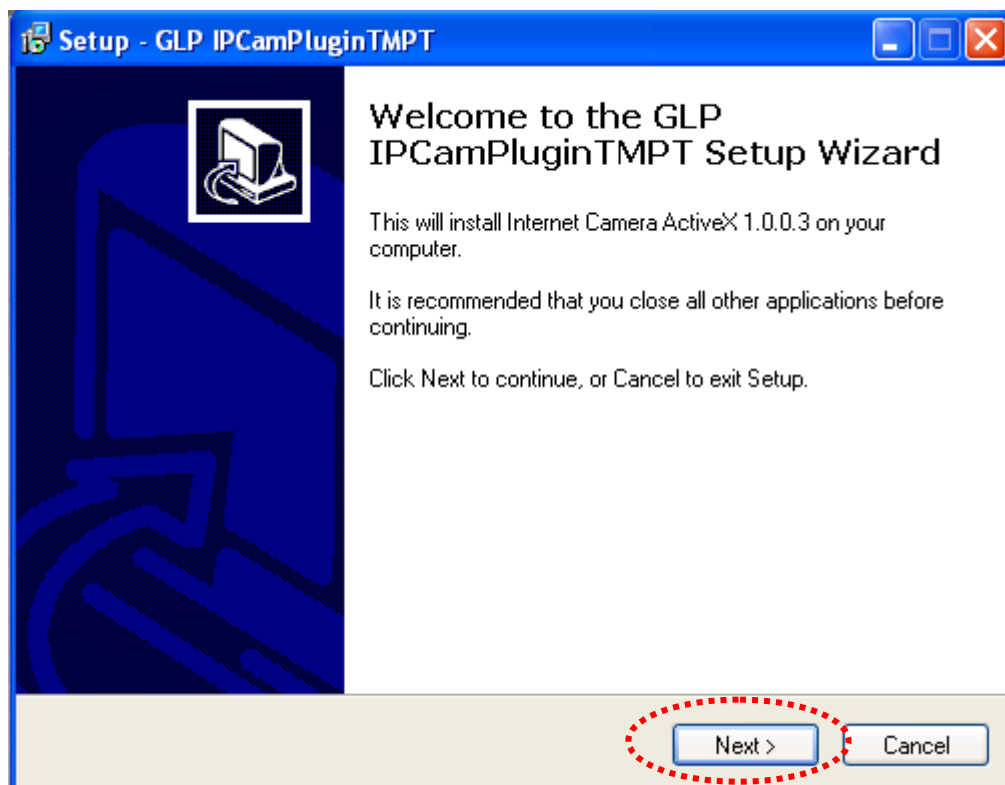 Setup - GLP IPCamPluginTMPT
Welcome to the GLP
IPCamPluginTMPT Setup Wizard
This will install Internet Camera ActiveX 1.0.0.3 on your
computer.
It is recommended that you close all other applications before
continuing.
Click Next to continue, or Cancel to exit Setup.
Next >
Cancel